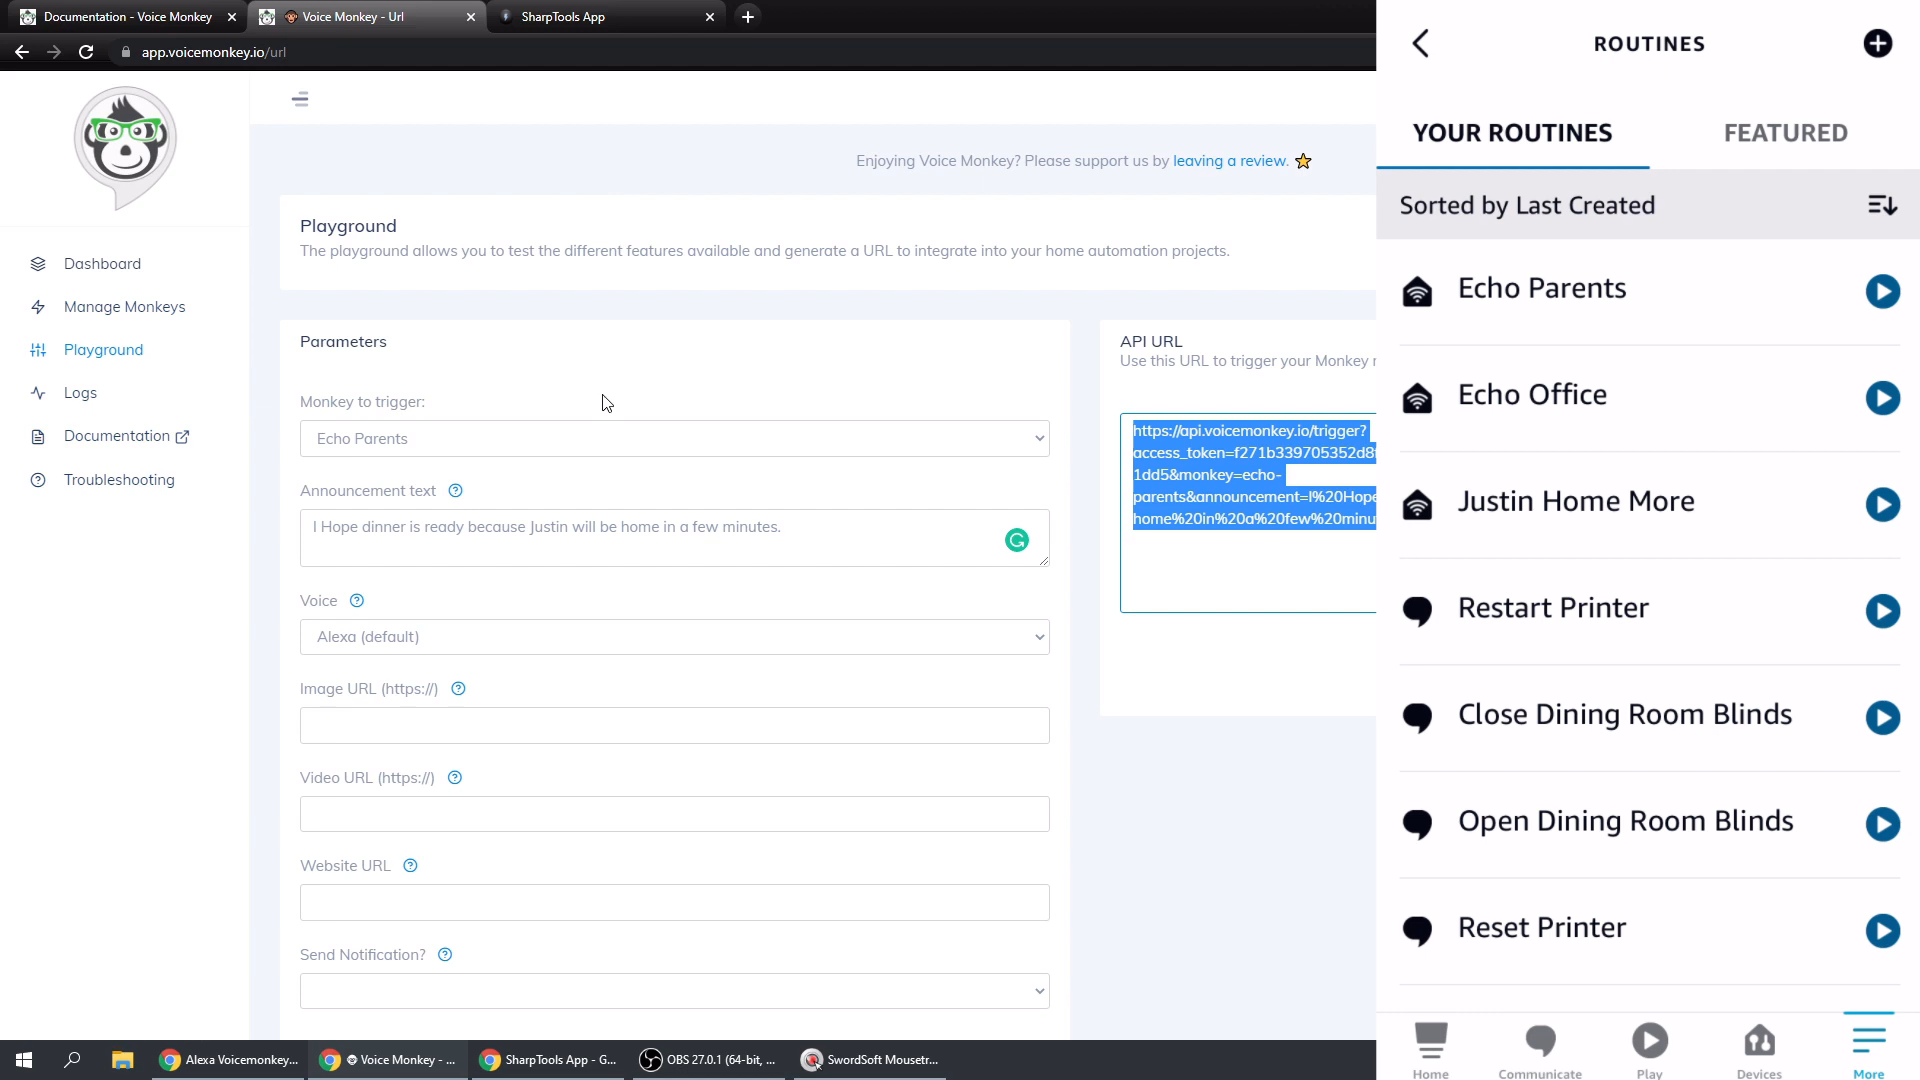 Documentation - Voice Monkey
Voice Monkey - Url
SharpTools App
app.voicemonkey.io/url
Enjoying Voice Monkey? Please support us by leaving a review.
Playground
The playground allows you to test the different features available and generate a URL to integrate into your home automation projects.
Dashboard
Manage Monkeys
Playground
Logs
Documentation
Troubleshooting
Parameters
Monkey to trigger:
Echo Parents
Announcement text
I Hope dinner is ready because Justin will be home in a few minutes.
Voice
Alexa (default)
Image URL (https://)
Video URL (https://)
Website URL
Send Notification?
API URL
Use this URL to trigger your Monkey
https://api.voicemonkey.io/trigger?
access_token=f271b339705352d8
1dd5&monkey=echo-
parents&announcement=I%20Hope
home%20in%20a%20few%20minu
ROUTINES
YOUR ROUTINES
FEATURED
Sorted by Last Created
Echo Parents
Echo Office
Justin Home More
Restart Printer
Close Dining Room Blinds
Open Dining Room Blinds
Reset Printer
Home
Communicate
Play
Devices
More
Alexa Voicemonkey...
Voice Monkey - ...
SharpTools App - G...
OBS 27.0.1 (64-bit, ...
SwordSoft Mousetr...